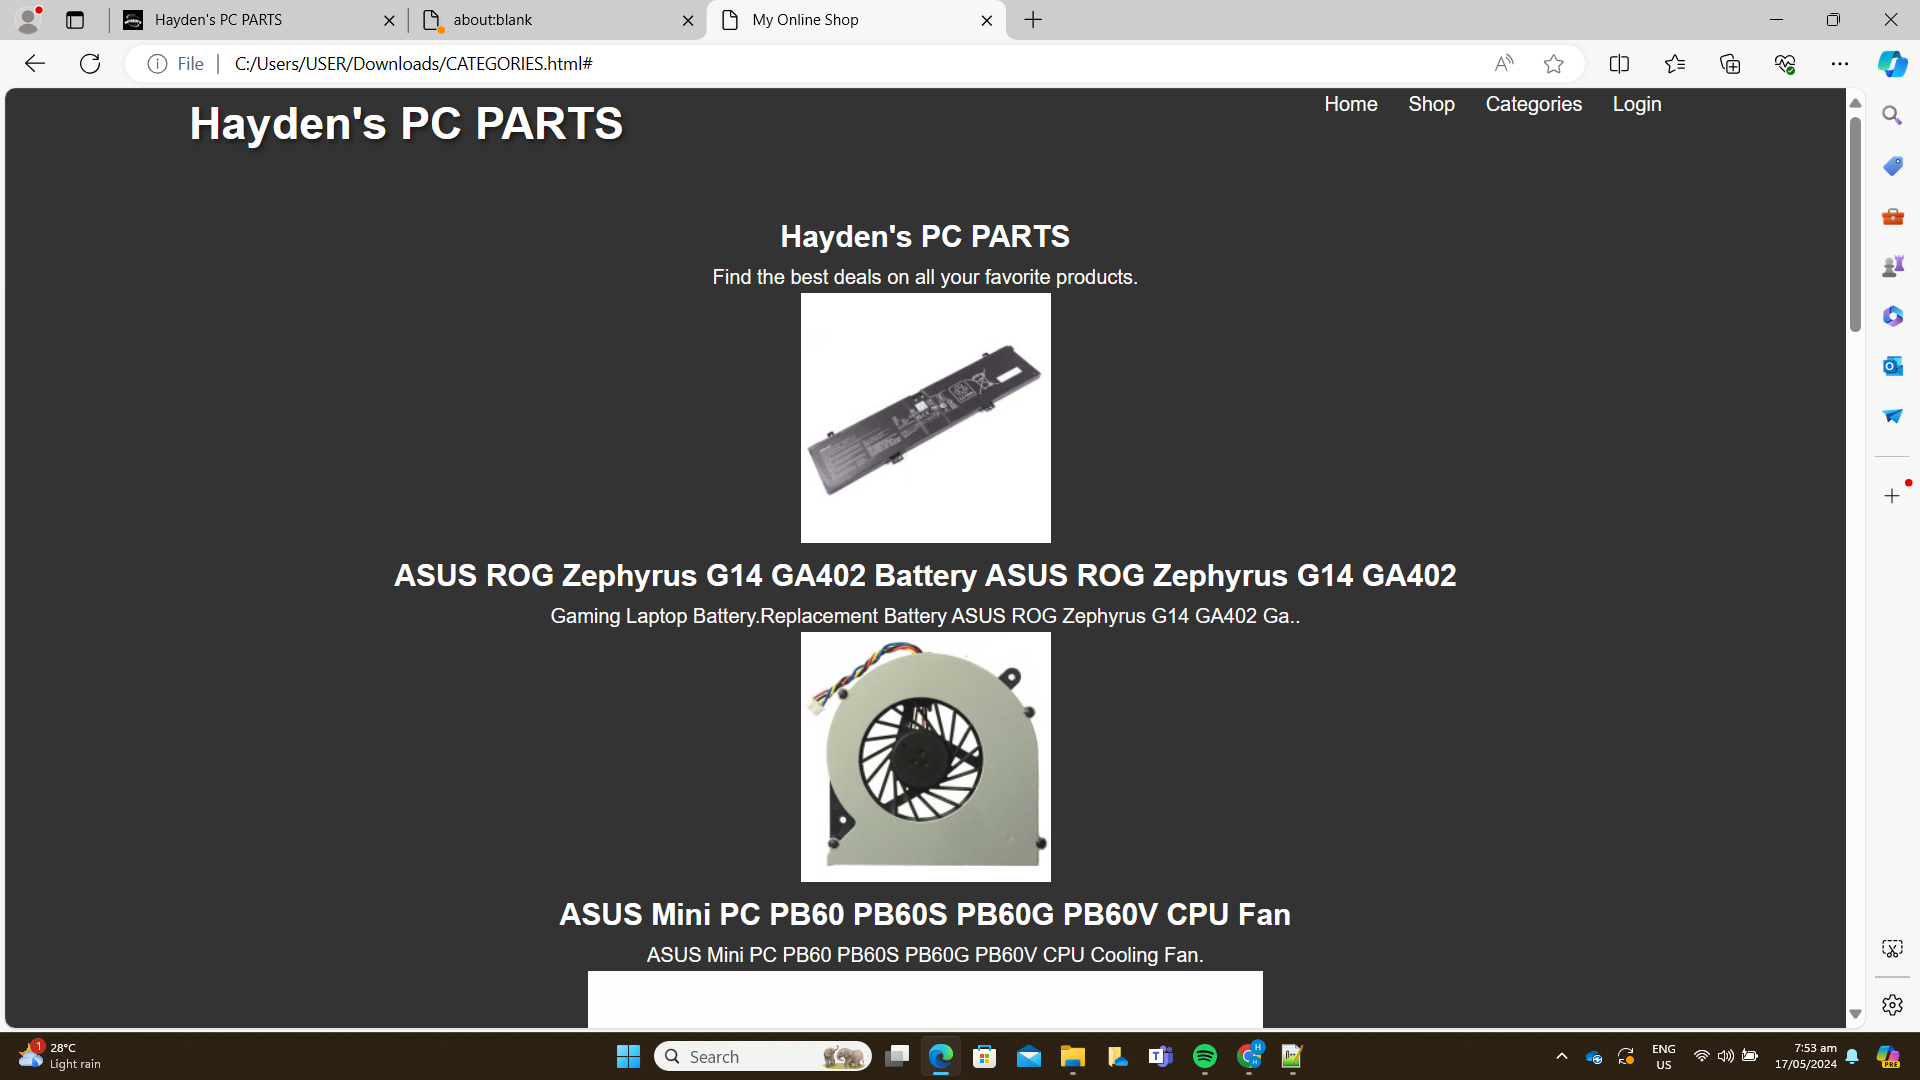 Hayden's PC PARTS
about:blank
My Online Shop
File
C:/Users/USER/Downloads/CATEGORIES.html#
Hayden's PC PARTS
Home Shop Categories Login
Hayden's PC PARTS
Find the best deals on all your favorite products.
ASUS ROG Zephyrus G14 GA402 Battery ASUS ROG Zephyrus G14 GA402
Gaming Laptop Battery.Replacement Battery ASUS ROG Zephyrus G14 GA402 Ga..
ASUS Mini PC PB60 PB60S PB60G PB60V CPU Fan
ASUS Mini PC PB60 PB60S PB60G PB60V CPU Cooling Fan.
1
28°C
Light rain
Search
ENG
US
7:53 am
17/05/2024
PRE